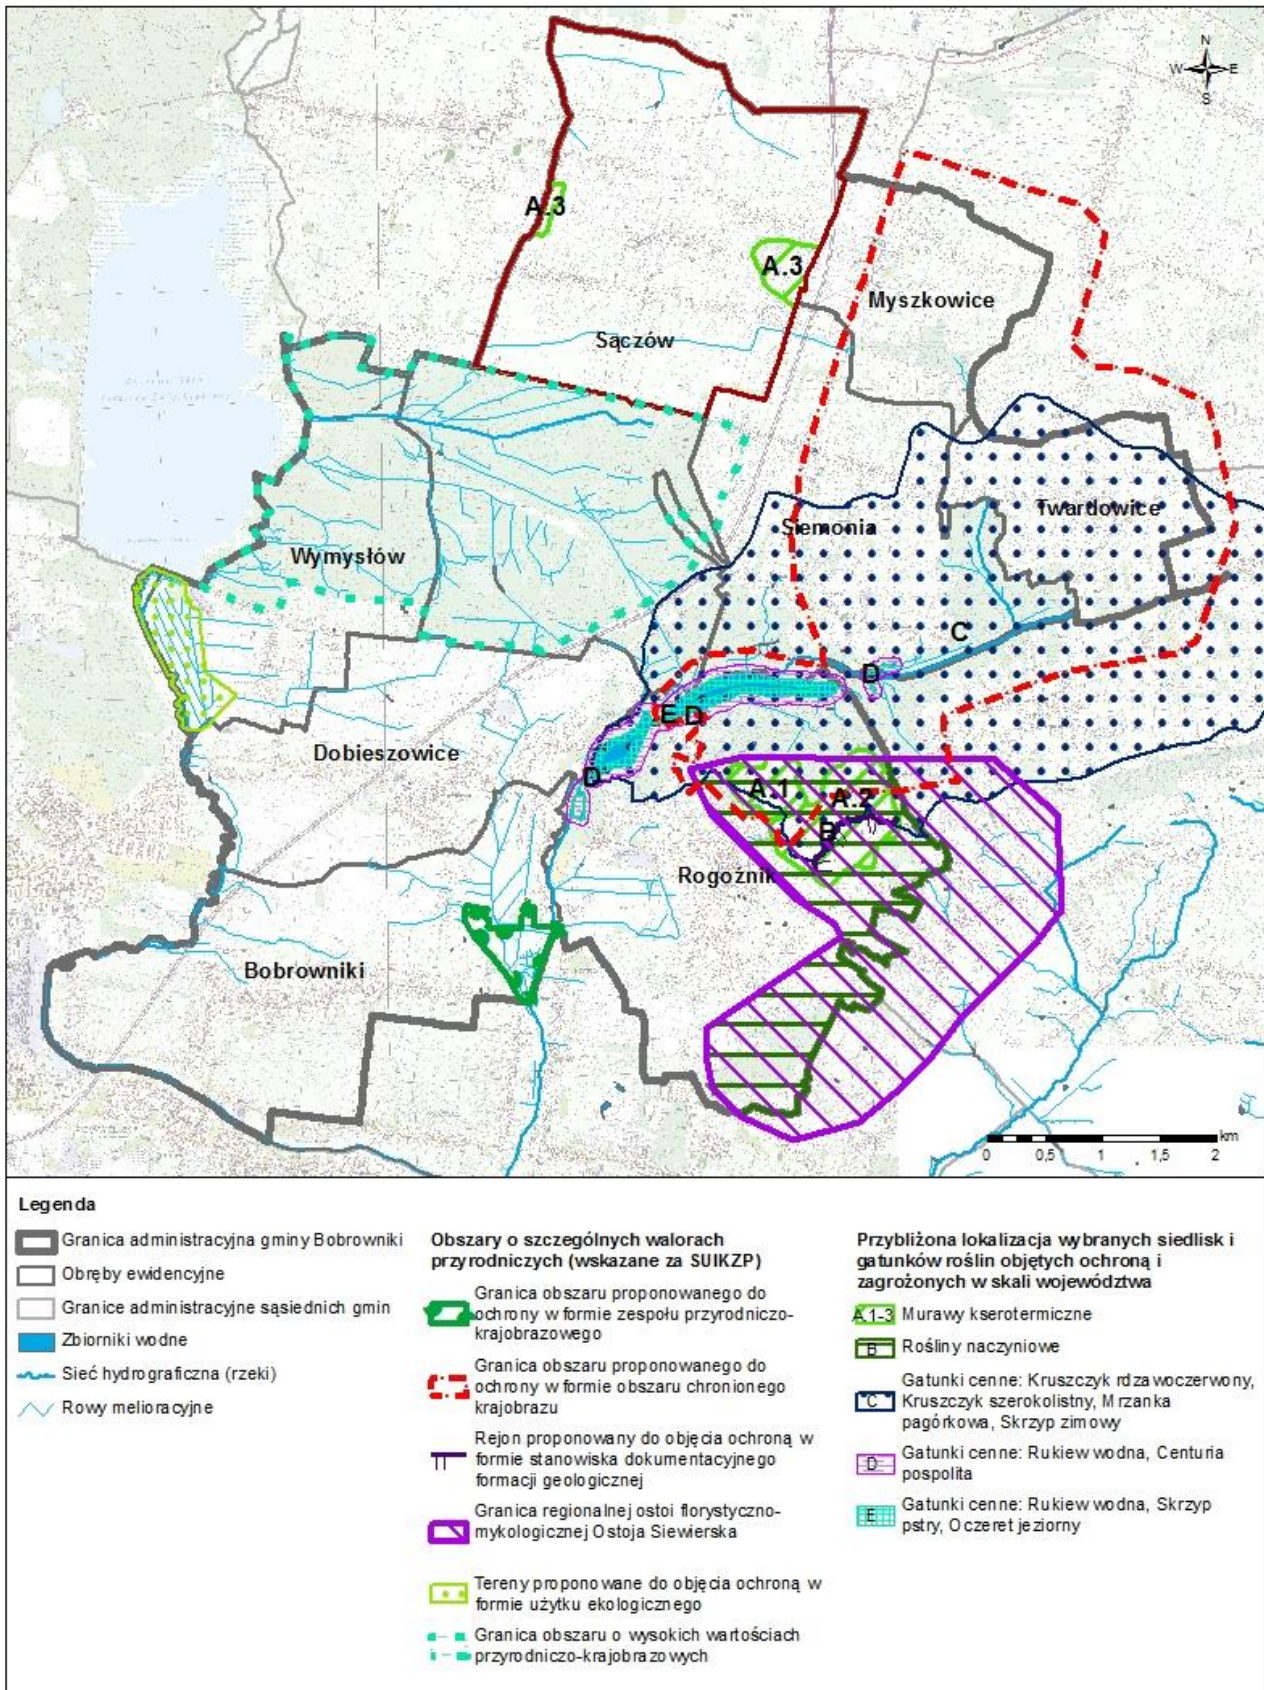 N
W E
S
A.3
A.3
Myszkowice
Sączów
Siemonia
Twardowice
Wymysłów
C
D
E D
Dobieszowice
D
A.1
A.2
B
Rogoźnik
Bobrowniki
km
0 0,5 1 1,5 2
Legenda
Granica administracyjna gminy Bobrowniki
Obręby ewidencyjne
Granice administracyjne sąsiednich gmin
Zbiorniki wodne
Sieć hydrograficzna (rzeki)
Rowy melioracyjne
Obszary o szczególnych walorach
przyrodniczych (wskazane za SUIKZP)
Granica obszaru proponowanego do
ochrony w formie zespołu przyrodniczo-
krajobrazowego
Granica obszaru proponowanego do
ochrony w formie obszaru chronionego
krajobrazu
Rejon proponowany do objęcia ochroną w
formie stanowiska dokumentacyjnego
formacji geologicznej
Granica regionalnej ostoi florystyczno-
mykologicznej Ostoja Siewierska
Tereny proponowane do objęcia ochroną w
formie użytku ekologicznego
Granica obszaru o wysokich wartościach
przyrodniczo-krajobrazowych
Przybliżona lokalizacja wybranych siedlisk i
gatunków roślin objętych ochroną i
zagrożonych w skali województwa
A.1-3 Murawy kserotermiczne
B Rośliny naczyniowe
Gatunki cenne: Kruszczyk rdzawoczerwony,
C Kruszczyk szerokolistny, Mrzanka
pagórkowa, Skrzyp zimowy
D Gatunki cenne: Rukiew wodna, Centuria
pospolita
E Gatunki cenne: Rukiew wodna, Skrzyp
pstry, Oczeret jeziorny